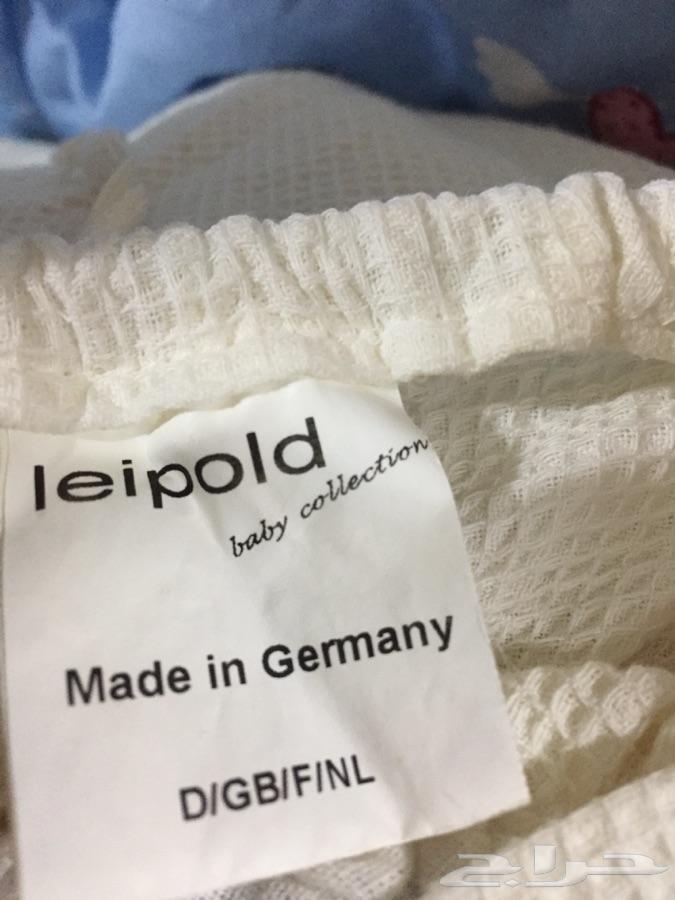 leipold
baby collection
Made in Germany
D/GB/F/NL
حراج